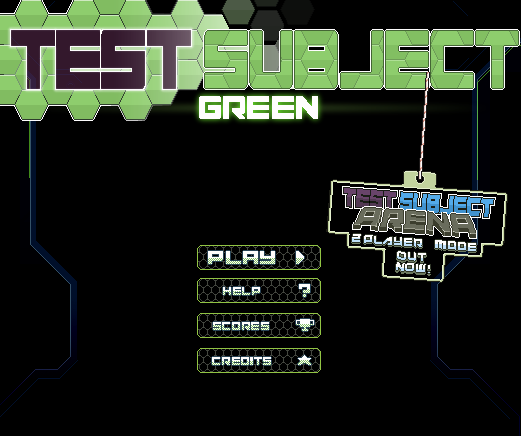 TEST SUBJECT
GREEN
TEST SUBJECT
ARENA
2 PLAYER MODE
OUT
NOW!
PLAY
HELP ?
SCORES
CREDITS